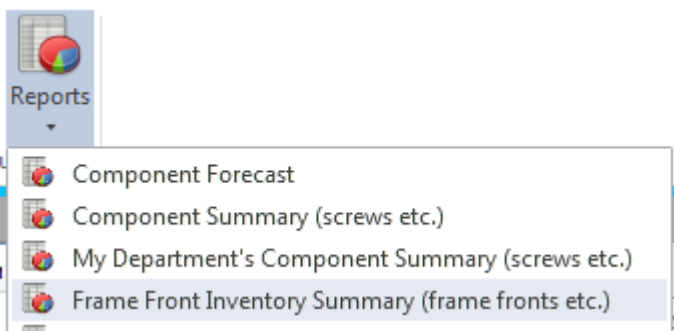 Reports
Component Forecast
Component Summary (screws etc.)
My Department's Component Summary (screws etc.)
Frame Front Inventory Summary (frame fronts etc.)